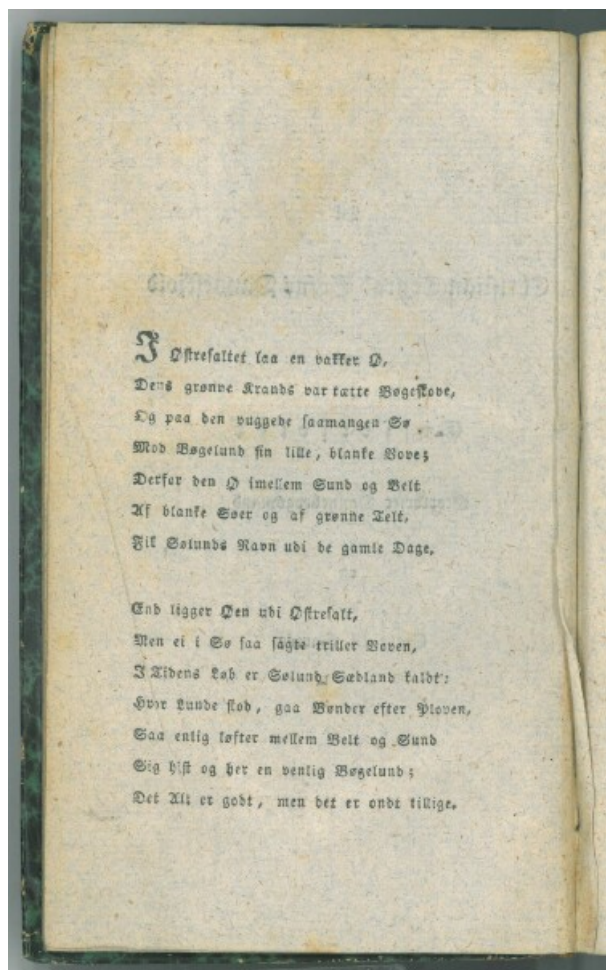 I Østresaltet laa en vakker Ø,
Dens grønne Krands var tætte Bøgeskove,
Og paa den vuggede saamangen Sø
Mod Bøgelund sin lille, blanke Vove;
Derfor den Ø imellem Sund og Belt
Af blanke Søer og af grønne Telt,
Fik Sølunds Navn udi de gamle Dage.
End ligger Øen udi Østresalt,
Men ei i Sø saa sagte triller Voven,
I Tidens Løb er Sølund Sædland kaldt:
Hvor Lunde stod, gaa Bønder efter Ploven,
Saa enlig løfter mellem Belt og Sund
Sig hist og her en venlig Bøgelund;
Det Alt er godt, men det er ondt tillige.